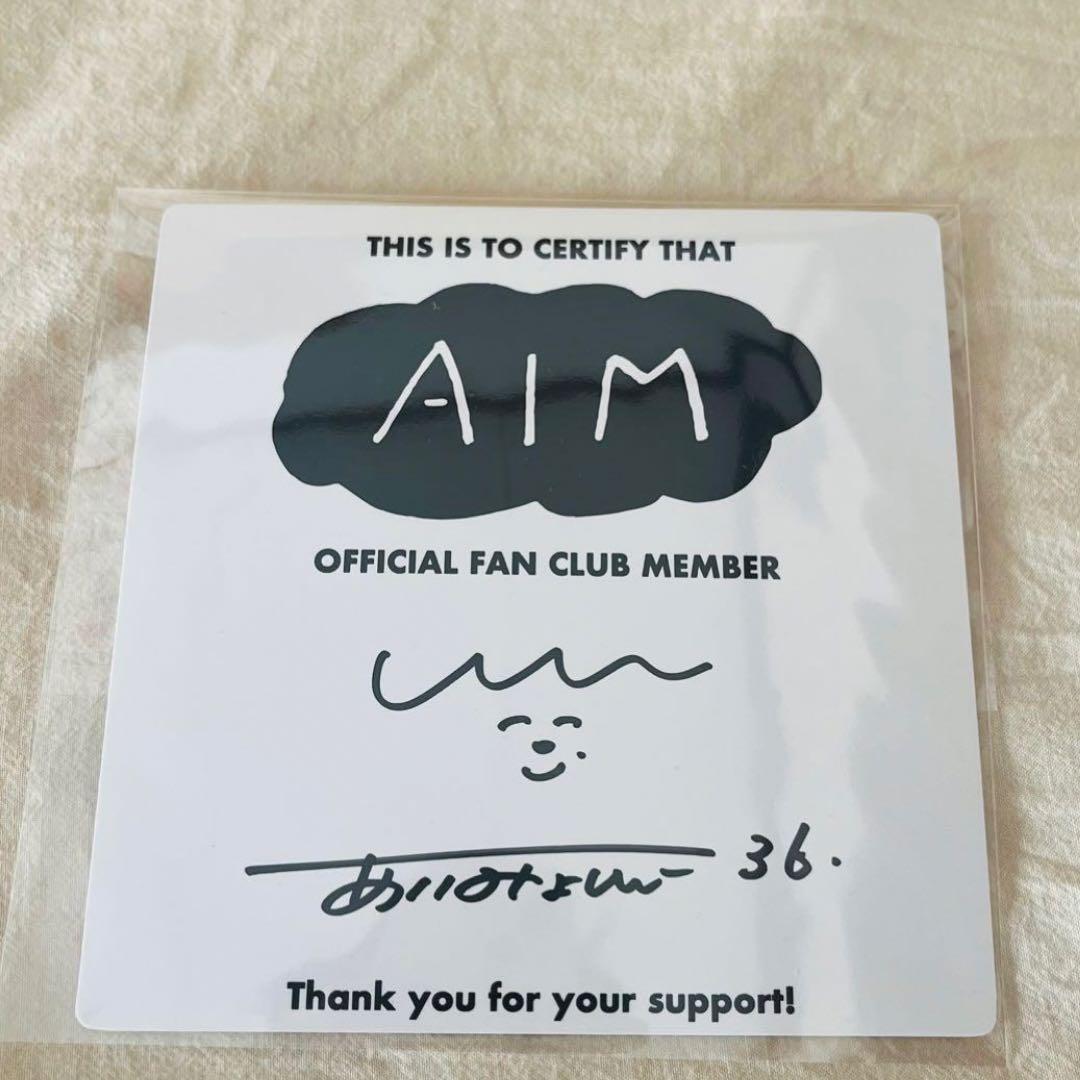 THIS IS TO CERTIFY THAT
AIM
OFFICIAL FAN CLUB MEMBER
あいみょん 36.
Thank you for your support!